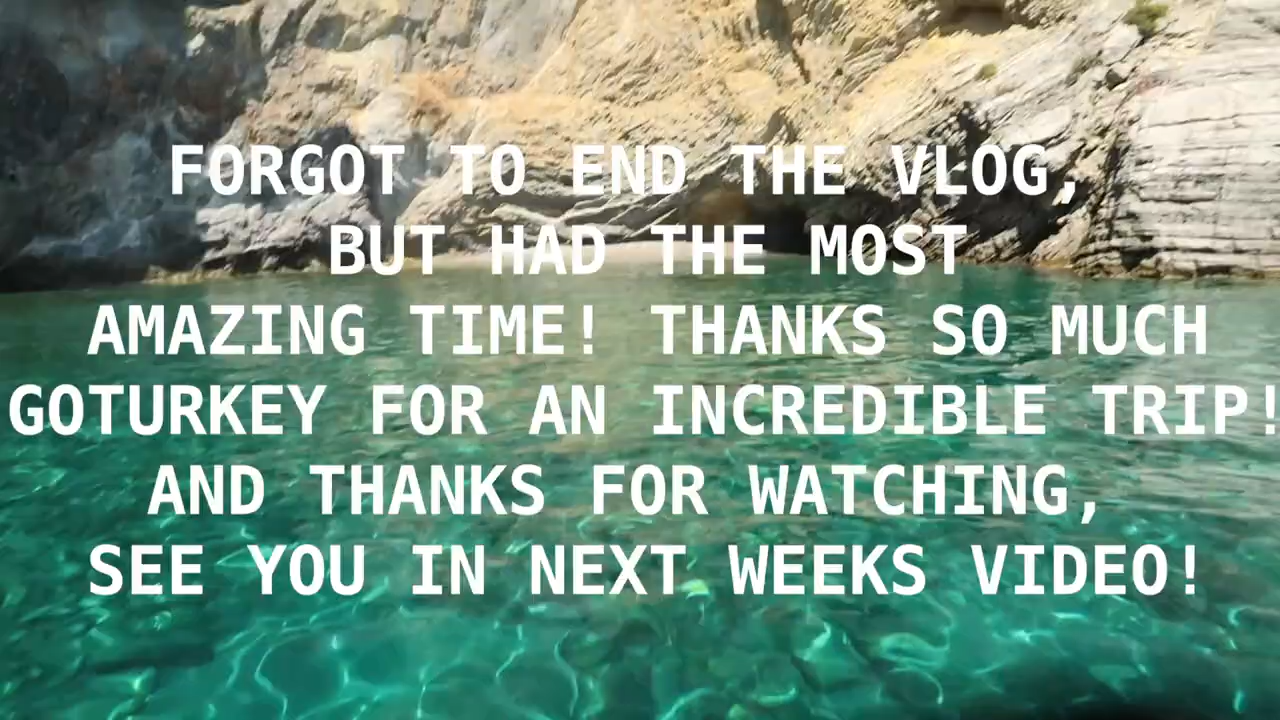 FORGOT TO END THE VLOG,
BUT HAD THE MOST
AMAZING TIME! THANKS SO MUCH
GOTURKEY FOR AN INCREDIBLE TRIP!
AND THANKS FOR WATCHING,
SEE YOU IN NEXT WEEKS VIDEO!